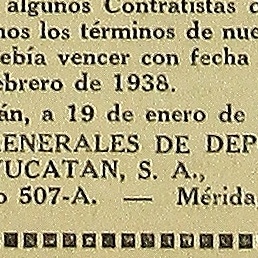 algunos Contratistas
nos los términos de nue
ebía vencer con fecha
ebrero de 1938.
án, a 19 de enero de
ENERALES DE DEP
YUCATAN, S. A.,
o 507-A. — Mérida